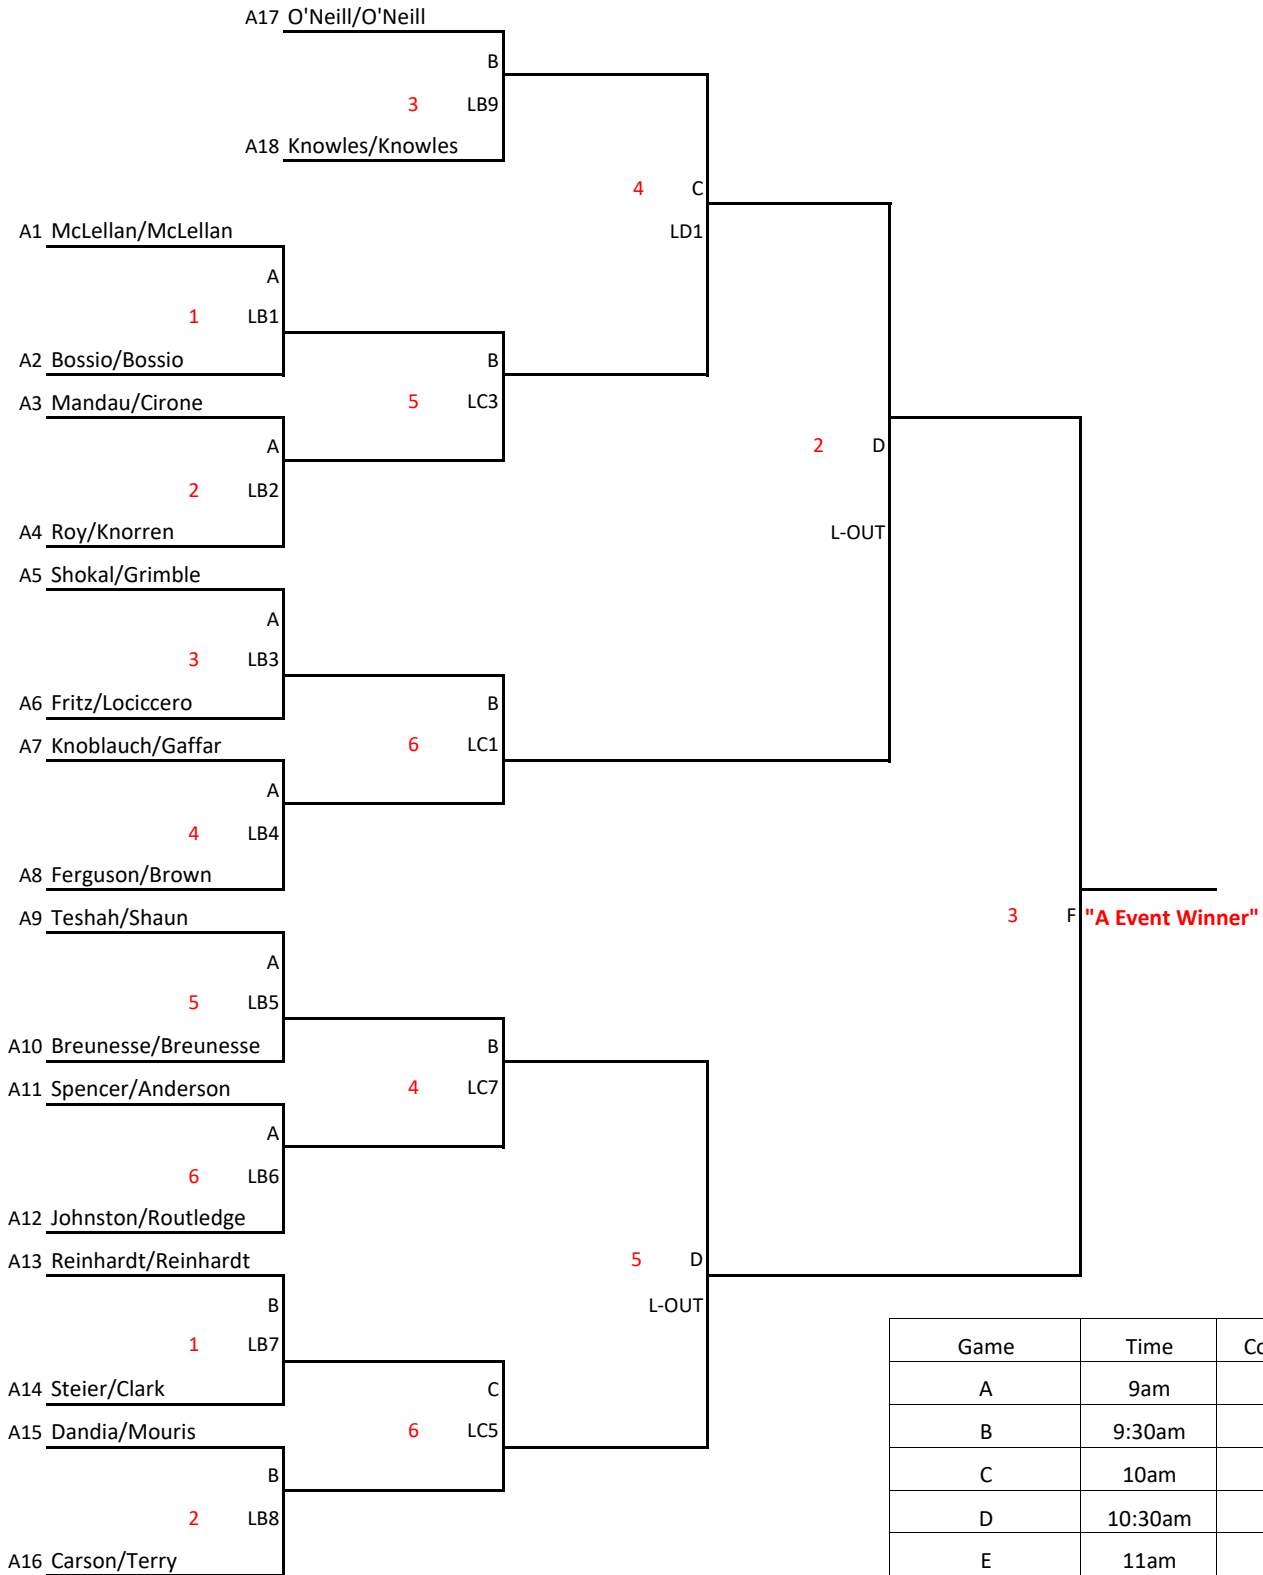 A17 O'Neill/O'Neill
B
3 LB9
A18 Knowles/Knowles
4 C
A1 McLellan/McLellan LD1
A
1 LB1
A2 Bossio/Bossio B
A3 Mandau/Cirone 5 LC3
A 2 D
2 LB2
A4 Roy/Knorren L-OUT
A5 Shokal/Grimble
A
3 LB3
A6 Fritz/Lociccero B
A7 Knoblauch/Gaffar 6 LC1
A
4 LB4
A8 Ferguson/Brown
A9 Teshah/Shaun 3 F "A Event Winner"
A
5 LB5
A10 Breunesse/Breunesse B
A11 Spencer/Anderson 4 LC7
A
6 LB6
A12 Johnston/Routledge
A13 Reinhardt/Reinhardt 5 D
B L-OUT
1 LB7 Game Time Co
A14 Steier/Clark C A 9am
A15 Dandia/Mouris 6 LC5 B 9:30am
B C 10am
2 LB8 D 10:30am
A16 Carson/Terry E 11am